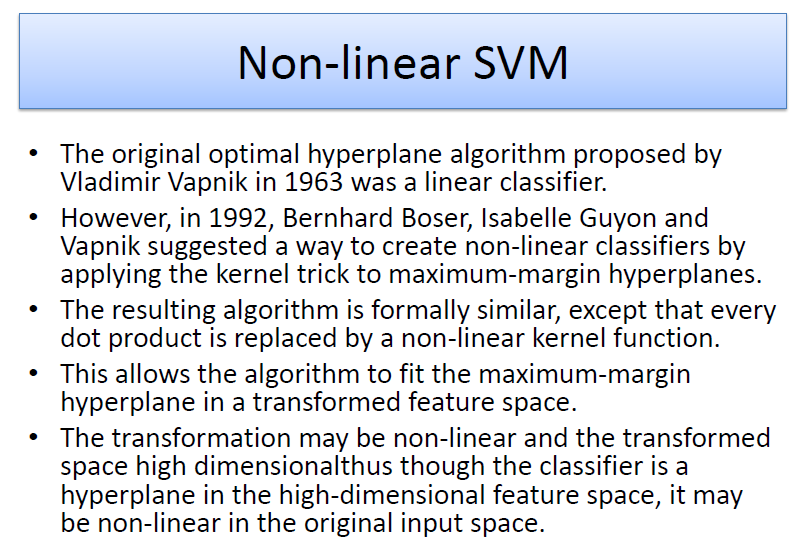 Non-linear SVM
• The original optimal hyperplane algorithm proposed by
Vladimir Vapnik in 1963 was a linear classifier.
• However, in 1992, Bernhard Boser, Isabelle Guyon and
Vapnik suggested a way to create non-linear classifiers by
applying the kernel trick to maximum-margin hyperplanes.
• The resulting algorithm is formally similar, except that every
dot product is replaced by a non-linear kernel function.
• This allows the algorithm to fit the maximum-margin
hyperplane in a transformed feature space.
• The transformation may be non-linear and the transformed
space high dimensionalthus though the classifier is a
hyperplane in the high-dimensional feature space, it may
be non-linear in the original input space.